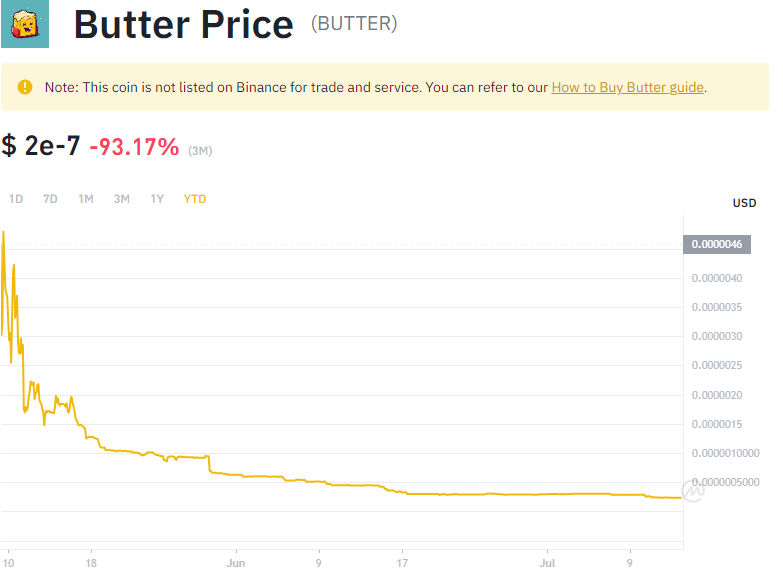 Butter Price (BUTTER)
Note: This coin is not listed on Binance for trade and service. You can refer to our How to Buy Butter guide.
$ 2e-7 -93.17% (3M)
1D 7D 1M 3M 1Y YTD
USD
0.0000046
0.0000040
0.0000035
0.0000030
0.0000025
0.0000020
0.0000015
0.0000010000
0.0000005000
10 18 Jun 9 17 Jul 9